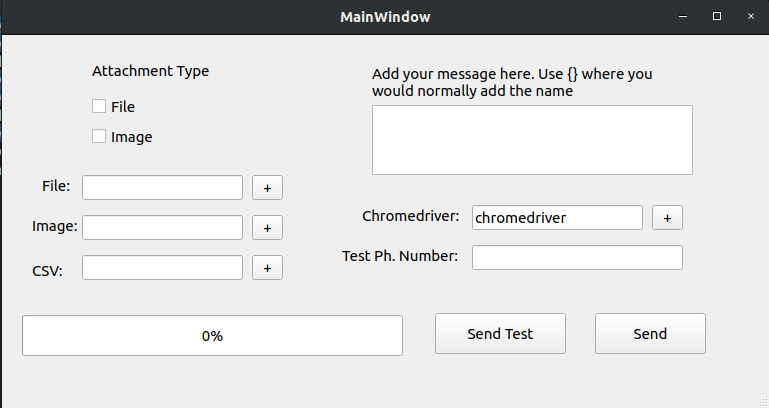 MainWindow
Attachment Type
File
Image
Add your message here. Use {} where you
would normally add the name
File: +
Image: +
CSV: +
Chromedriver: chromedriver +
Test Ph. Number:
0%
Send Test
Send